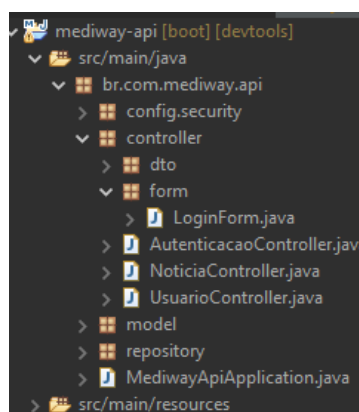 mediway-api [boot] [devtools]
src/main/java
br.com.mediway.api
config.security
controller
dto
form
LoginForm.java
AutenticacaoController.jav
NoticiaController.java
UsuarioController.java
model
repository
MediwayApiApplication.java
src/main/resources